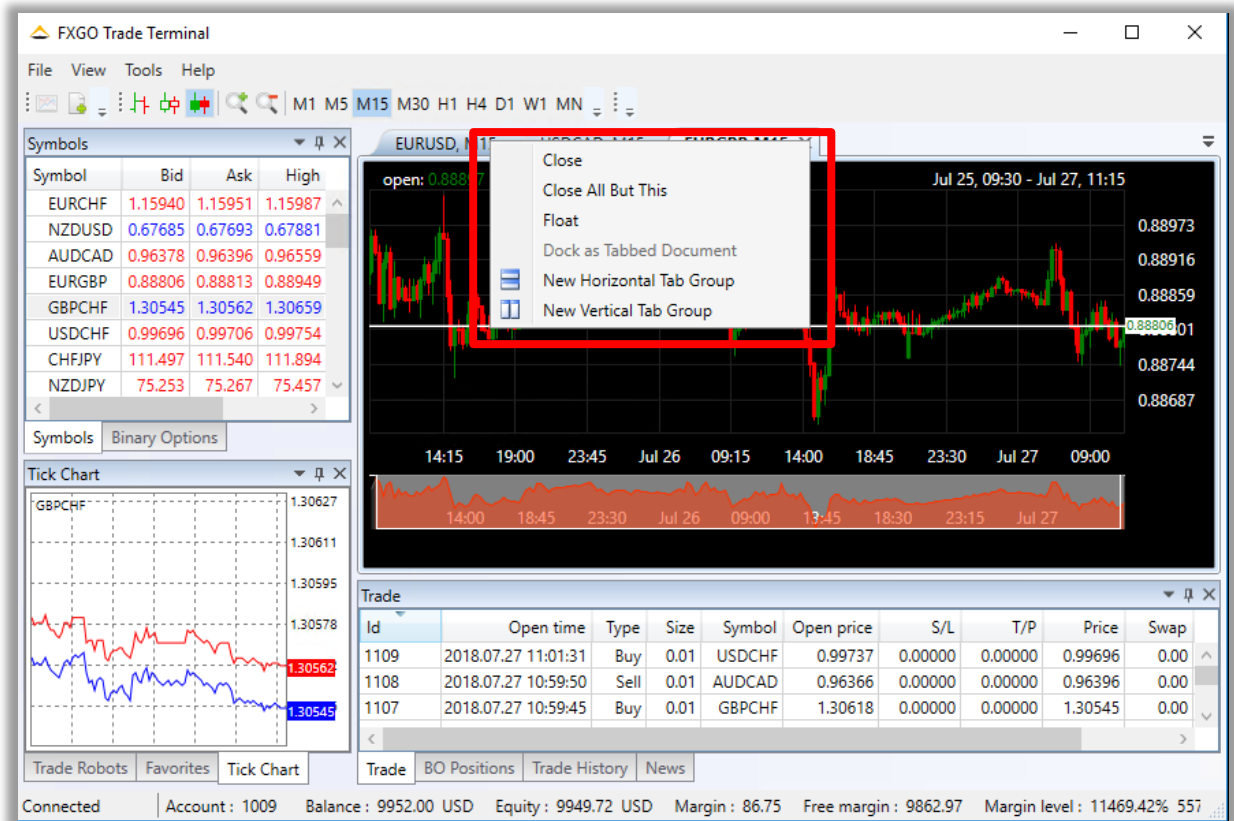 FXGO Trade Terminal
File View Tools Help
M1 M5 M15 M30 H1 H4 D1 W1 MN
Symbols
Symbol Bid Ask High
EURCHF 1.15940 1.15951 1.15987
NZDUSD 0.67685 0.67693 0.67881
AUDCAD 0.96378 0.96396 0.96559
EURGBP 0.88806 0.88813 0.88949
GBPCHF 1.30545 1.30562 1.30659
USDCHF 0.99696 0.99706 0.99754
CHFJPY 111.497 111.540 111.894
NZDJPY 75.253 75.267 75.457
Symbols Binary Options
Tick Chart
GBPCHF
1.30627
1.30611
1.30595
1.30578
1.30562
1.30545
Trade Robots Favorites Tick Chart
EURUSD, M15 USDCAD, M15 EURGBP, M15
open: 0.88897
Jul 25, 09:30 - Jul 27, 11:15
Close
Close All But This
Float
Dock as Tabbed Document
New Horizontal Tab Group
New Vertical Tab Group
0.88973
0.88916
0.88859
0.88806
0.88744
0.88687
14:15 19:00 23:45 Jul 26 09:15 14:00 18:45 23:30 Jul 27 09:00
14:00 18:45 23:30 Jul 26 09:00 13:45 18:30 23:15 Jul 27
Trade
Id Open time Type Size Symbol Open price S/L T/P Price Swap
1109 2018.07.27 11:01:31 Buy 0.01 USDCHF 0.99737 0.00000 0.00000 0.99696 0.00
1108 2018.07.27 10:59:50 Sell 0.01 AUDCAD 0.96366 0.00000 0.00000 0.96396 0.00
1107 2018.07.27 10:59:45 Buy 0.01 GBPCHF 1.30618 0.00000 0.00000 1.30545 0.00
Trade BO Positions Trade History News
Connected Account : 1009 Balance : 9952.00 USD Equity : 9949.72 USD Margin : 86.75 Free margin : 9862.97 Margin level : 11469.42% 557